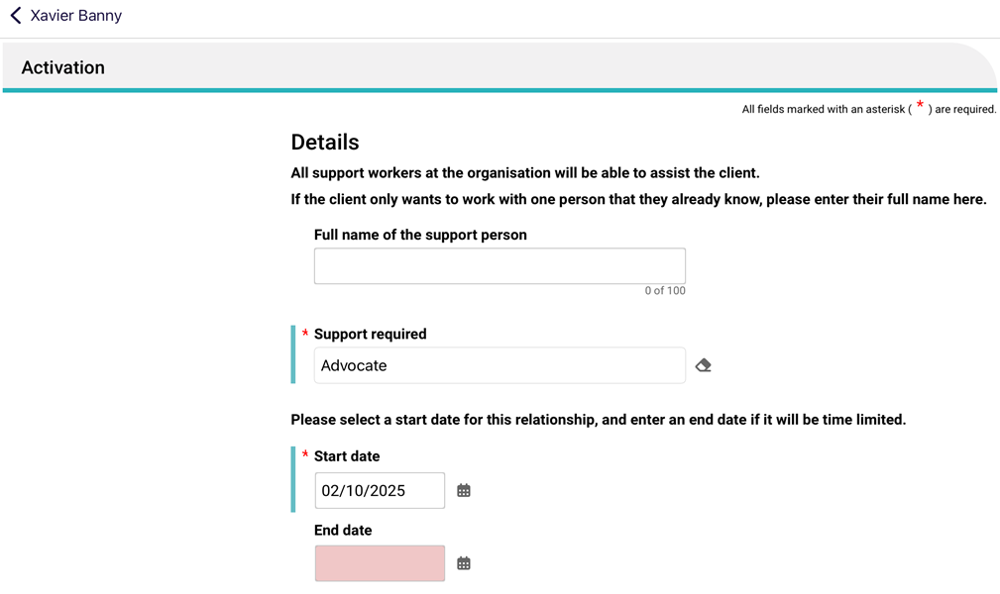 Xavier Banny
Activation
All fields marked with an asterisk ( * ) are required.
Details
All support workers at the organisation will be able to assist the client.
If the client only wants to work with one person that they already know, please enter their full name here.
Full name of the support person
0 of 100
* Support required
Advocate
Please select a start date for this relationship, and enter an end date if it will be time limited.
* Start date
02/10/2025
End date